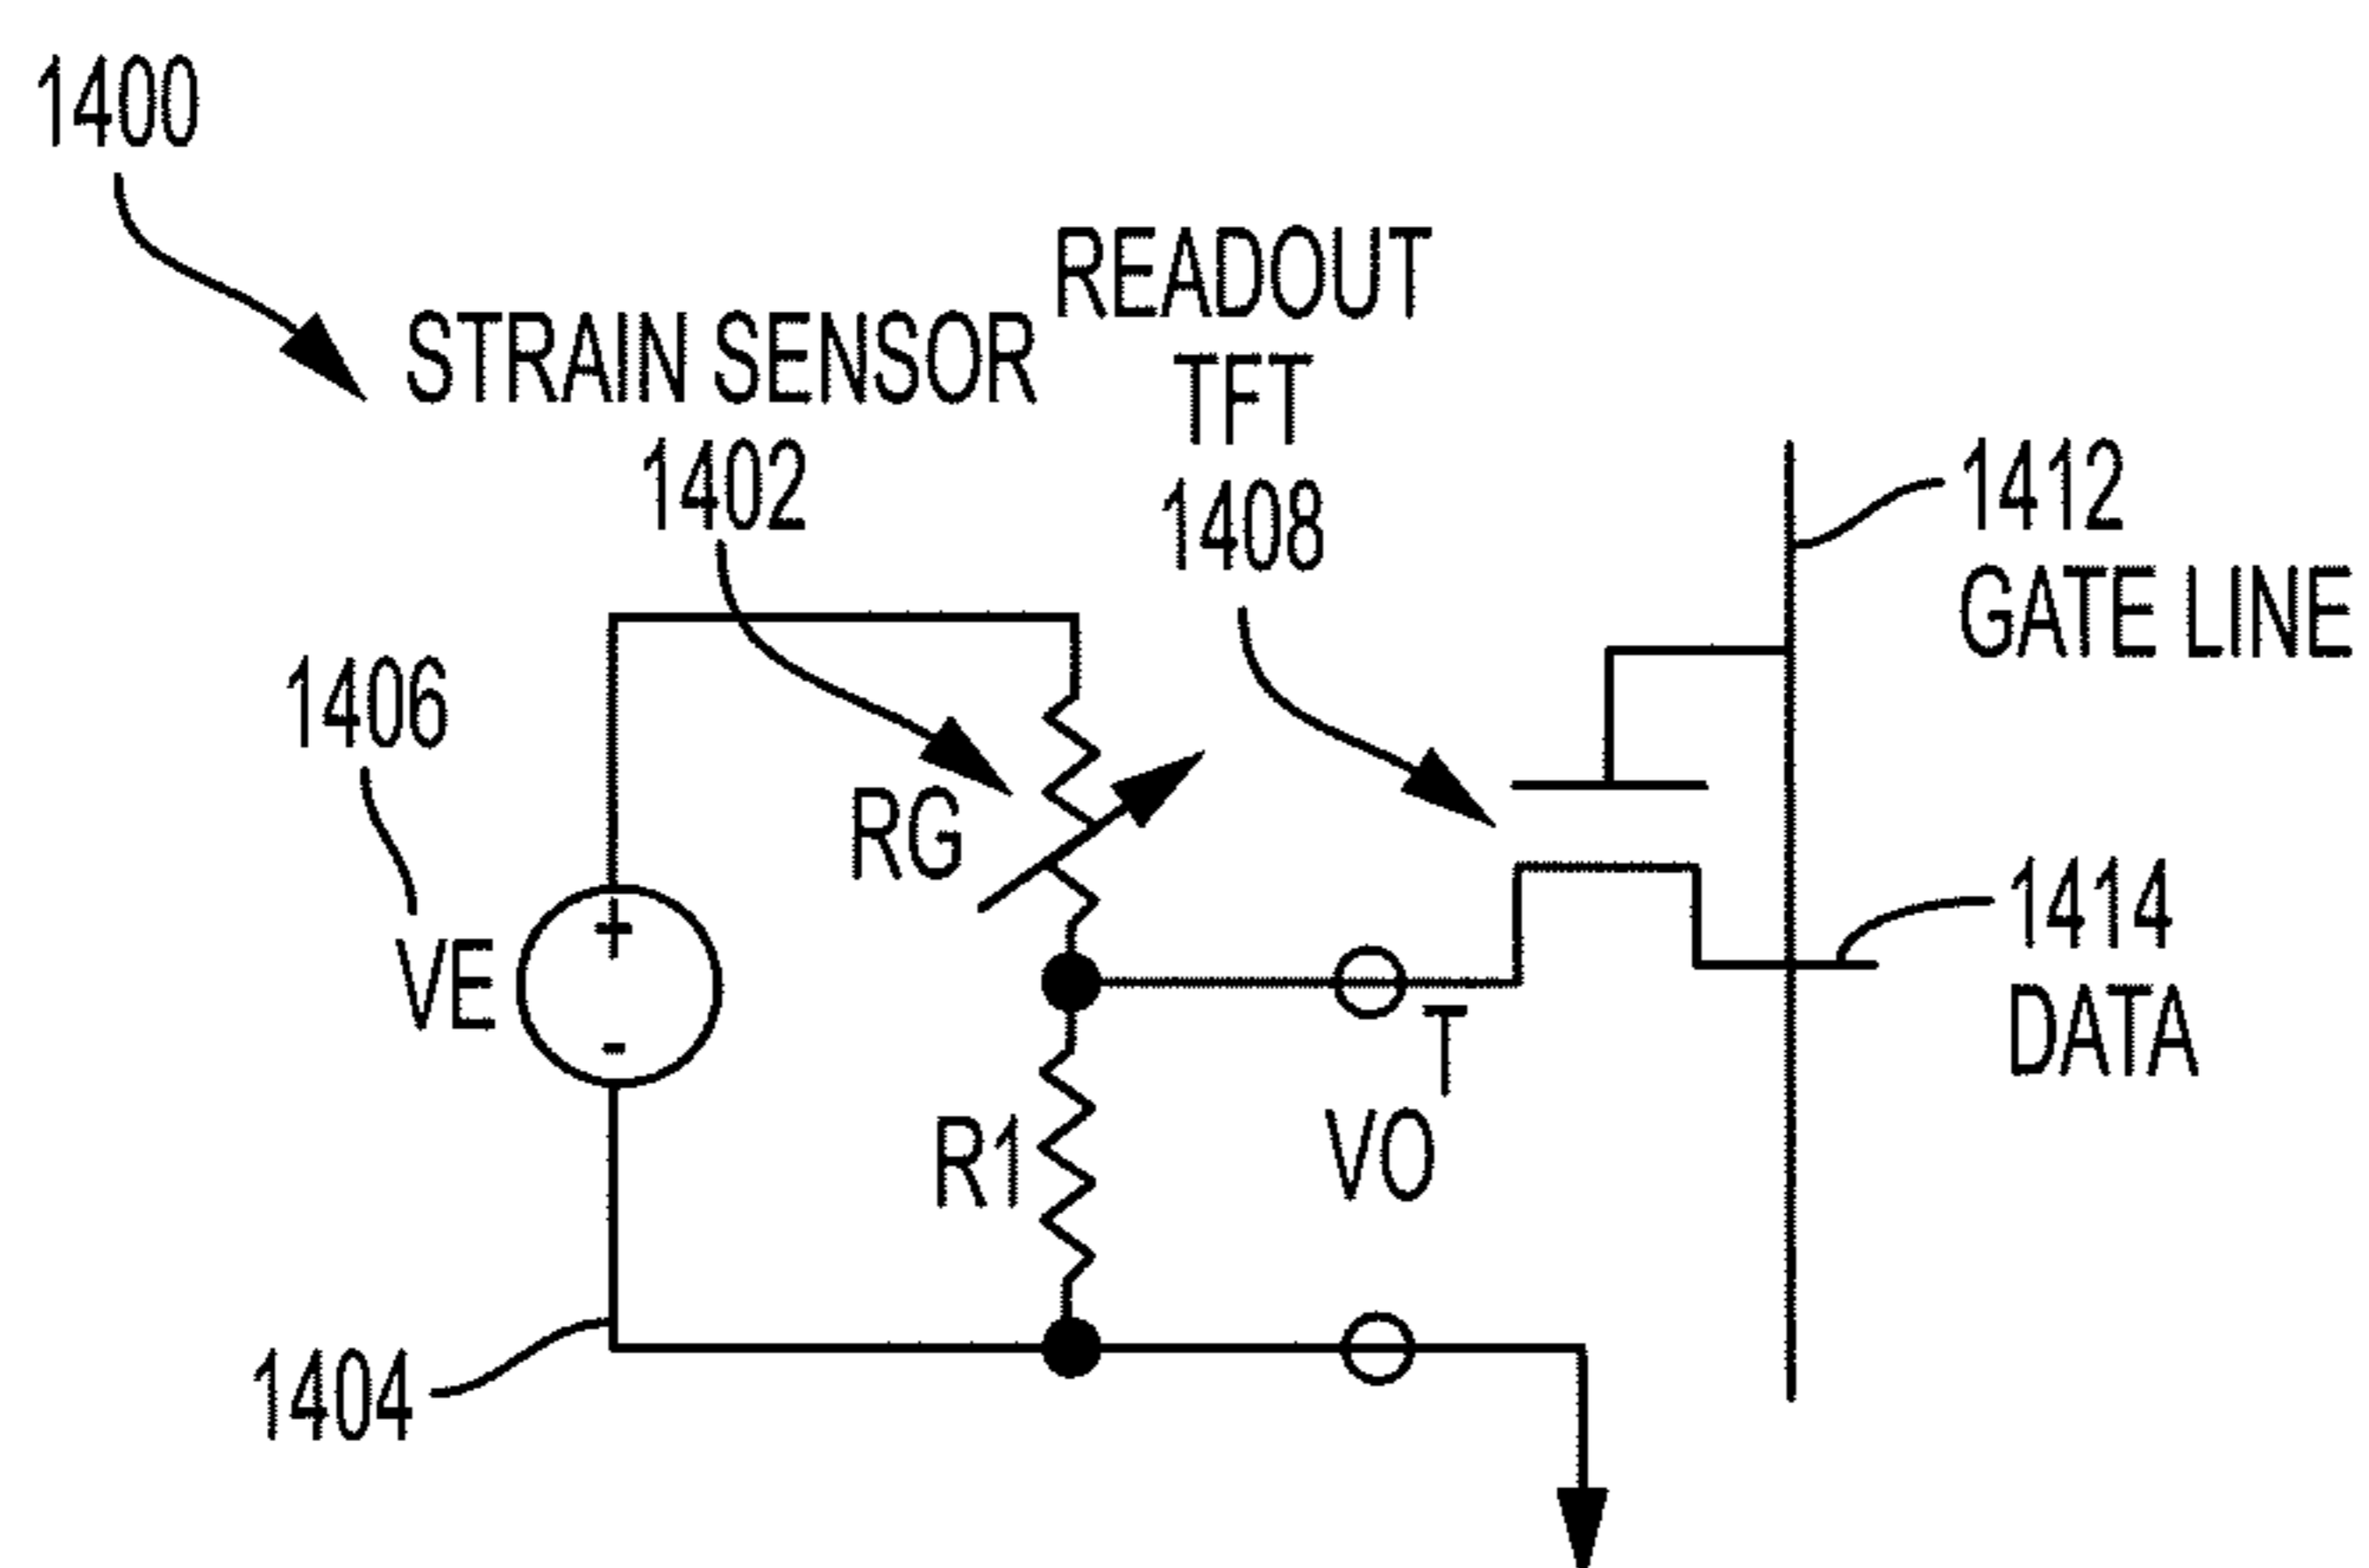 1400
STRAIN SENSOR
1402
READOUT
TFT
1408
1412
GATE LINE
1406
VE
+
-
RG
1414
DATA
T
VO
R1
1404